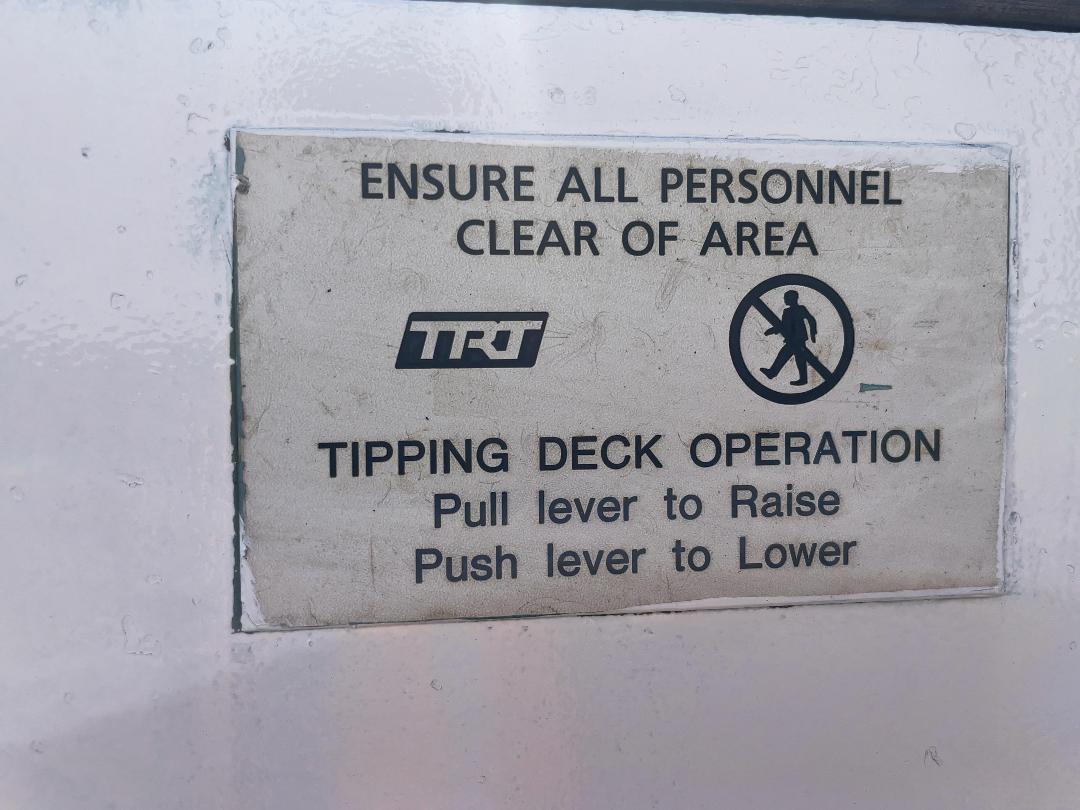 ENSURE ALL PERSONNEL
CLEAR OF AREA
TRT
TIPPING DECK OPERATION
Pull lever to Raise
Push lever to Lower